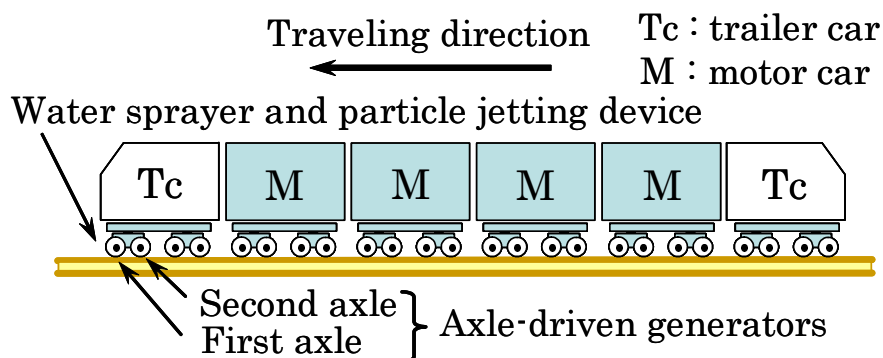 Traveling direction
Tc : trailer car
M : motor car
Water sprayer and particle jetting device
Tc M M M M Tc
Second axle
First axle
Axle-driven generators